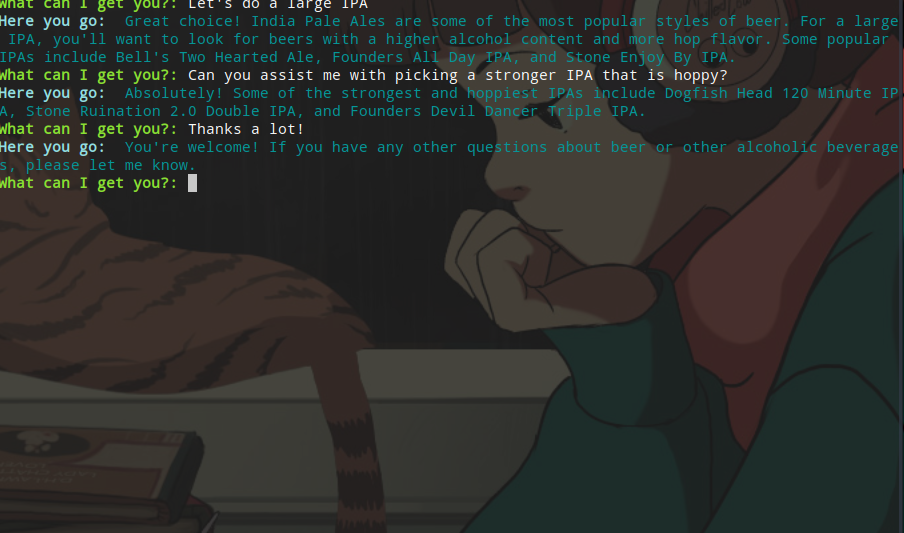 What can I get you?: Let's do a large IPA
Here you go:  Great choice! India Pale Ales are some of the most popular styles of beer. For a large
 IPA, you'll want to look for beers with a higher alcohol content and more hop flavor. Some popular
IPAs include Bell's Two Hearted Ale, Founders All Day IPA, and Stone Enjoy By IPA.
What can I get you?: Can you assist me with picking a stronger IPA that is hoppy?
Here you go:  Absolutely! Some of the strongest and hoppiest IPAs include Dogfish Head 120 Minute IP
A, Stone Ruination 2.0 Double IPA, and Founders Devil Dancer Triple IPA.
What can I get you?: Thanks a lot!
Here you go:  You're welcome! If you have any other questions about beer or other alcoholic beverage
s, please let me know.
What can I get you?: